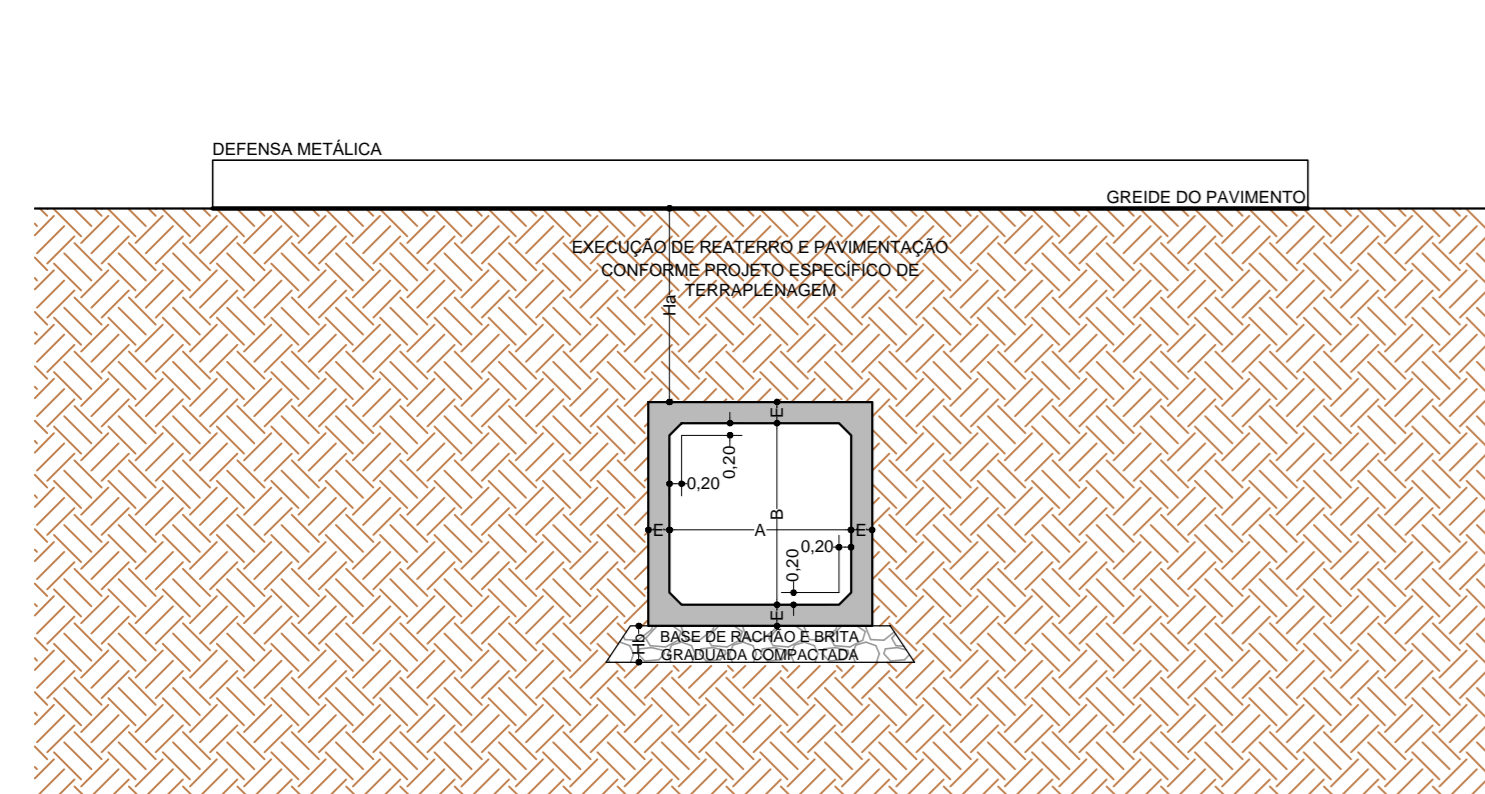 DEFENSA METÁLICA
GREIDE DO PAVIMENTO
EXECUÇÃO DE REATERRO E PAVIMENTAÇÃO
CONFORME PROJETO ESPECÍFICO DE
TERRAPLENAGEM
Ha
E
0,20
0,20
B
E
A
E
0,20
0,20
E
Hb
BASE DE RACHÃO E BRITA
GRADUADA COMPACTADA